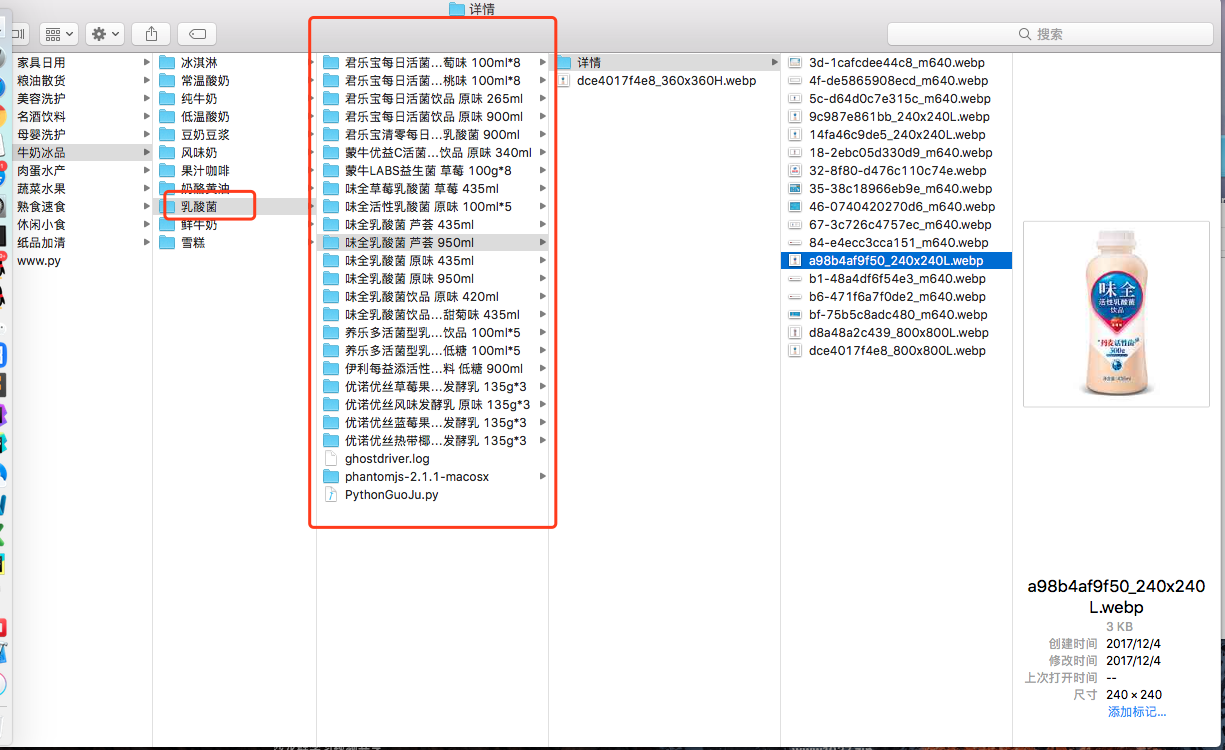 详情
搜索
家具日用
粮油散货
美容洗护
名酒饮料
母婴洗护
牛奶冰品
肉蛋水产
蔬菜水果
熟食速食
休闲小食
纸品加清
www.py
冰淇淋
常温酸奶
纯牛奶
低温酸奶
豆奶豆浆
风味奶
果汁咖啡
奶酪黄油
乳酸菌
鲜牛奶
雪糕
君乐宝每日活菌...萄味 100ml*8
君乐宝每日活菌...桃味 100ml*8
君乐宝每日活菌饮品 原味 265ml
君乐宝每日活菌饮品 原味 900ml
君乐宝清零每日...乳酸菌 900ml
蒙牛优益C活菌...饮品 原味 340ml
蒙牛LABS益生菌 草莓 100g*8
味全草莓乳酸菌 草莓 435ml
味全活性乳酸菌 原味 100ml*5
味全乳酸菌 芦荟 435ml
味全乳酸菌 芦荟 950ml
味全乳酸菌 原味 435ml
味全乳酸菌 原味 950ml
味全乳酸菌饮品 原味 420ml
味全乳酸菌饮品...甜菊味 435ml
养乐多活菌型乳...饮品 100ml*5
养乐多活菌型乳...低糖 100ml*5
伊利每益添活性...料 低糖 900ml
优诺优丝草莓果...发酵乳 135g*3
优诺优丝风味发酵乳 原味 135g*3
优诺优丝蓝莓果...发酵乳 135g*3
优诺优丝热带椰...发酵乳 135g*3
ghostdriver.log
phantomjs-2.1.1-macosx
PythonGuoJu.py
详情
dce4017f4e8_360x360H.webp
3d-1cafcdee44c8_m640.webp
4f-de5865908ecd_m640.webp
5c-d64d0c7e315c_m640.webp
9c987e861bb_240x240L.webp
14fa46c9de5_240x240L.webp
18-2ebc05d330d9_m640.webp
32-8f80-d476c110c74e.webp
35-38c18966eb9e_m640.webp
46-0740420270d6_m640.webp
67-3c726c4757ec_m640.webp
84-e4ecc3cca151_m640.webp
a98b4af9f50_240x240L.webp
b1-48a4df6f54e3_m640.webp
b6-471f6a7f0de2_m640.webp
bf-75b5c8adc480_m640.webp
d8a48a2c439_800x800L.webp
dce4017f4e8_800x800L.webp
味全
活性乳酸菌
饮品
500g
a98b4af9f50_240x240
L.webp
3 KB
创建时间 2017/12/4
修改时间 2017/12/4
上次打开时间 --
尺寸 240 × 240
添加标记...